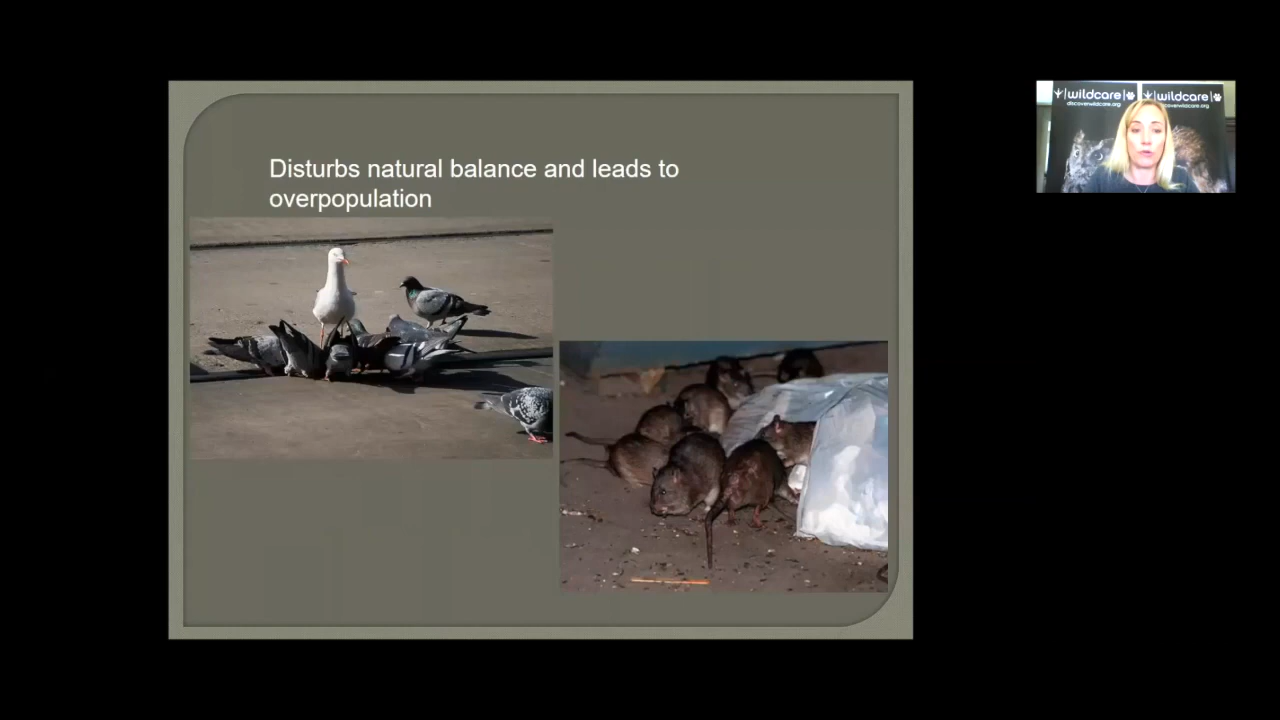 Disturbs natural balance and leads to
overpopulation
wildcare
discoverwildcare.org
wildcare
discoverwildcare.org